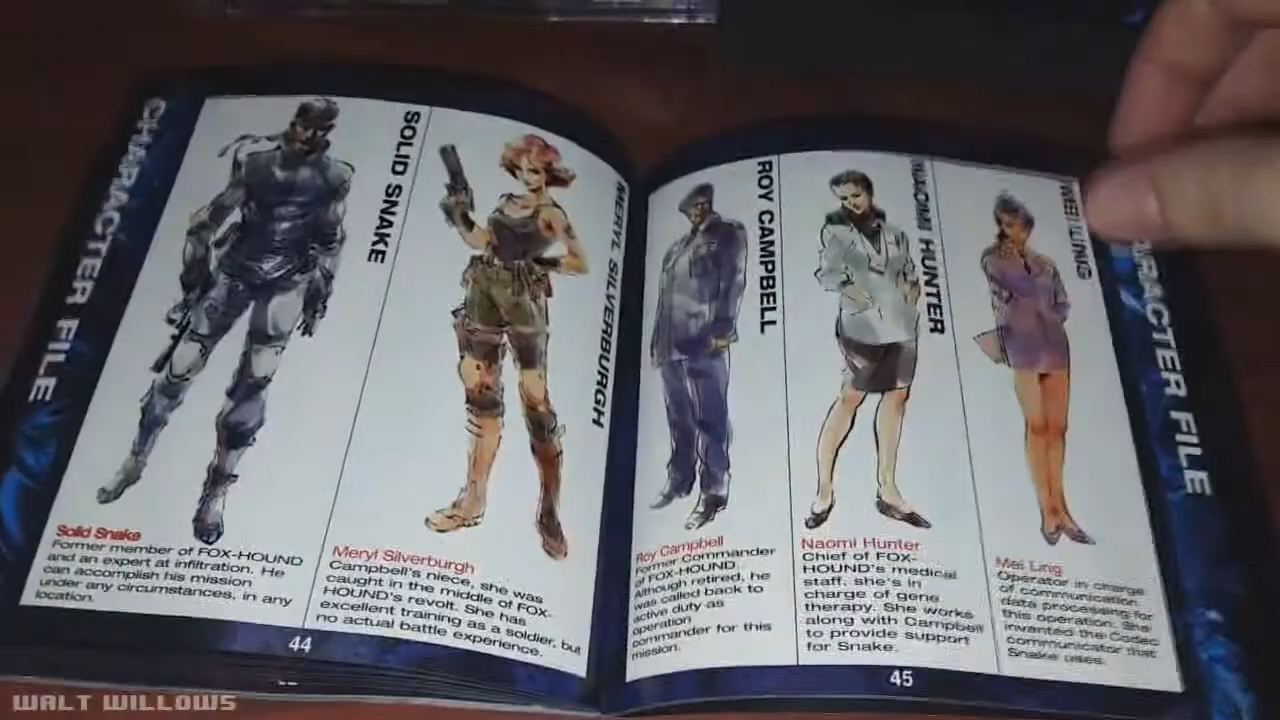 CHARACTER FILE
SOLID SNAKE
MERYL SILVERBURGH
Solid Snake
Former member of FOX-HOUND
and an expert at infiltration. He
can accomplish his mission
under any circumstances, in any
location.
Meryl Silverburgh
Campbell's niece, she was
caught in the middle of FOX-
HOUND's revolt. She has
excellent training as a soldier, but
no actual battle experience.
44
ROY CAMPBELL
NAOMI HUNTER
MEI LING
CHARACTER FILE
Roy Campbell
Former Commander
of FOX-HOUND.
Although retired, he
was called back to
active duty as
operation
commander for this
mission.
Naomi Hunter
Chief of FOX-
HOUND's medical
staff, she's in
charge of gene
therapy. She works
along with Campbell
to provide support
for Snake.
Mei Ling
Operator in charge
of communication
data processing for
this operation. She
invented the Codec
communicator that
Snake uses.
45
WALT WILLOWS